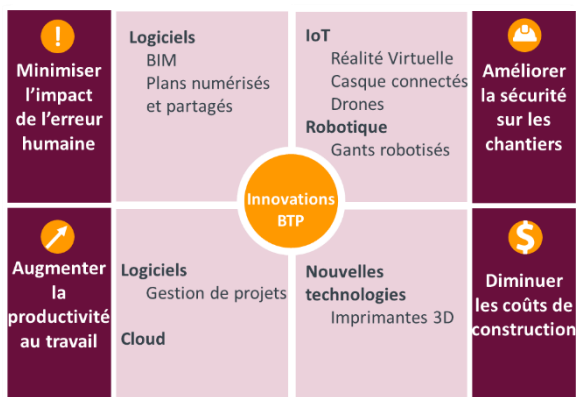 !
Minimiser
l'impact
de l'erreur
humaine
Logiciels
BIM
Plans numérisés
et partagés
IoT
Réalité Virtuelle
Casque connectés
Drones
Robotique
Gants robotisés
Améliorer
la sécurité
sur les
chantiers
Innovations
BTP
Augmenter
la
productivité
au travail
Logiciels
Gestion de projets
Cloud
Nouvelles
technologies
Imprimantes 3D
$
Diminuer
les coûts de
construction